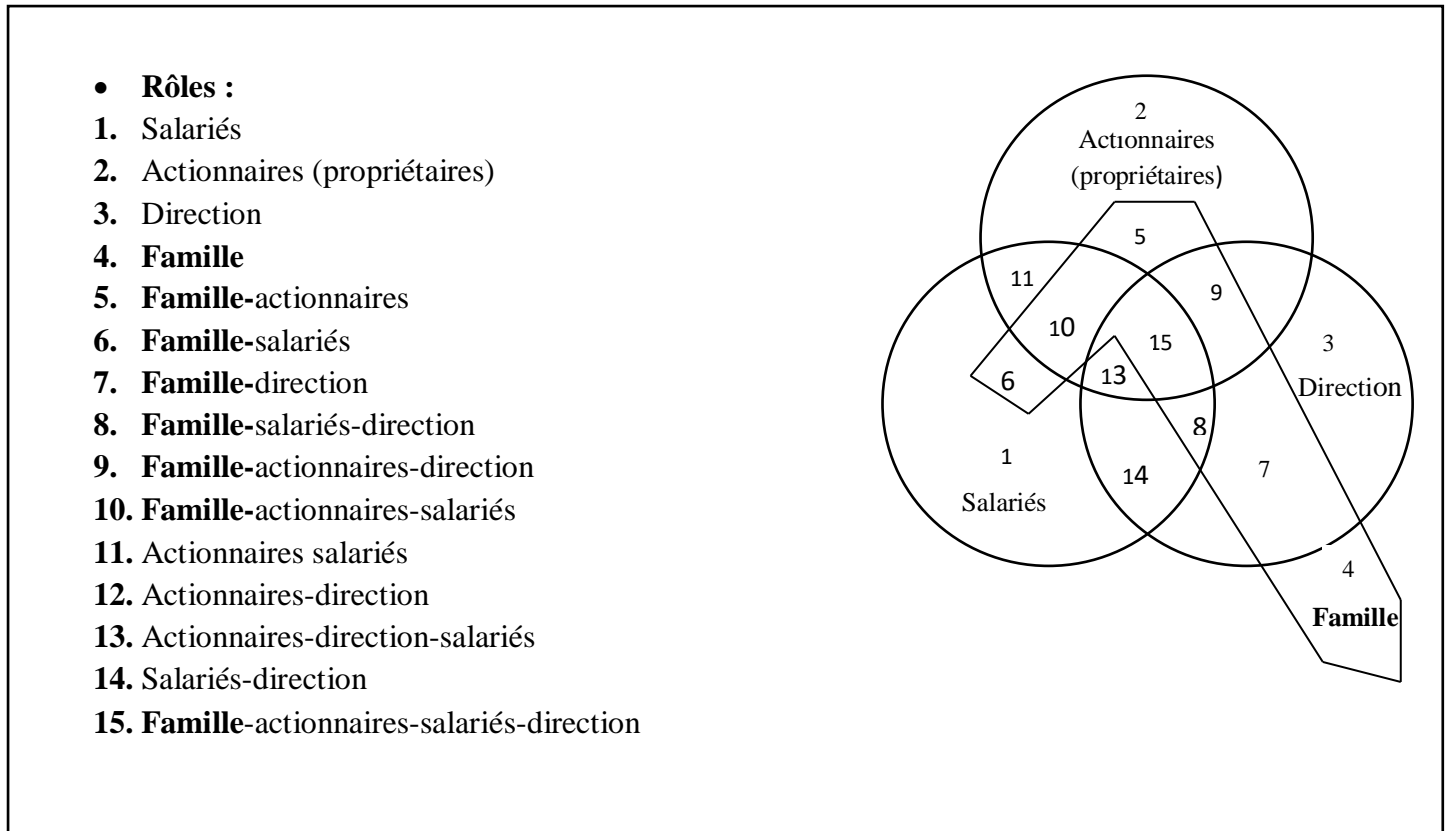 • Rôles :
1. Salariés
2. Actionnaires (propriétaires)
3. Direction
4. Famille
5. Famille-actionnaires
6. Famille-salariés
7. Famille-direction
8. Famille-salariés-direction
9. Famille-actionnaires-direction
10. Famille-actionnaires-salariés
11. Actionnaires salariés
12. Actionnaires-direction
13. Actionnaires-direction-salariés
14. Salariés-direction
15. Famille-actionnaires-salariés-direction
2
Actionnaires
(propriétaires)
5
11
9
10
15
3
6
13
Direction
8
1
14
7
Salariés
4
Famille